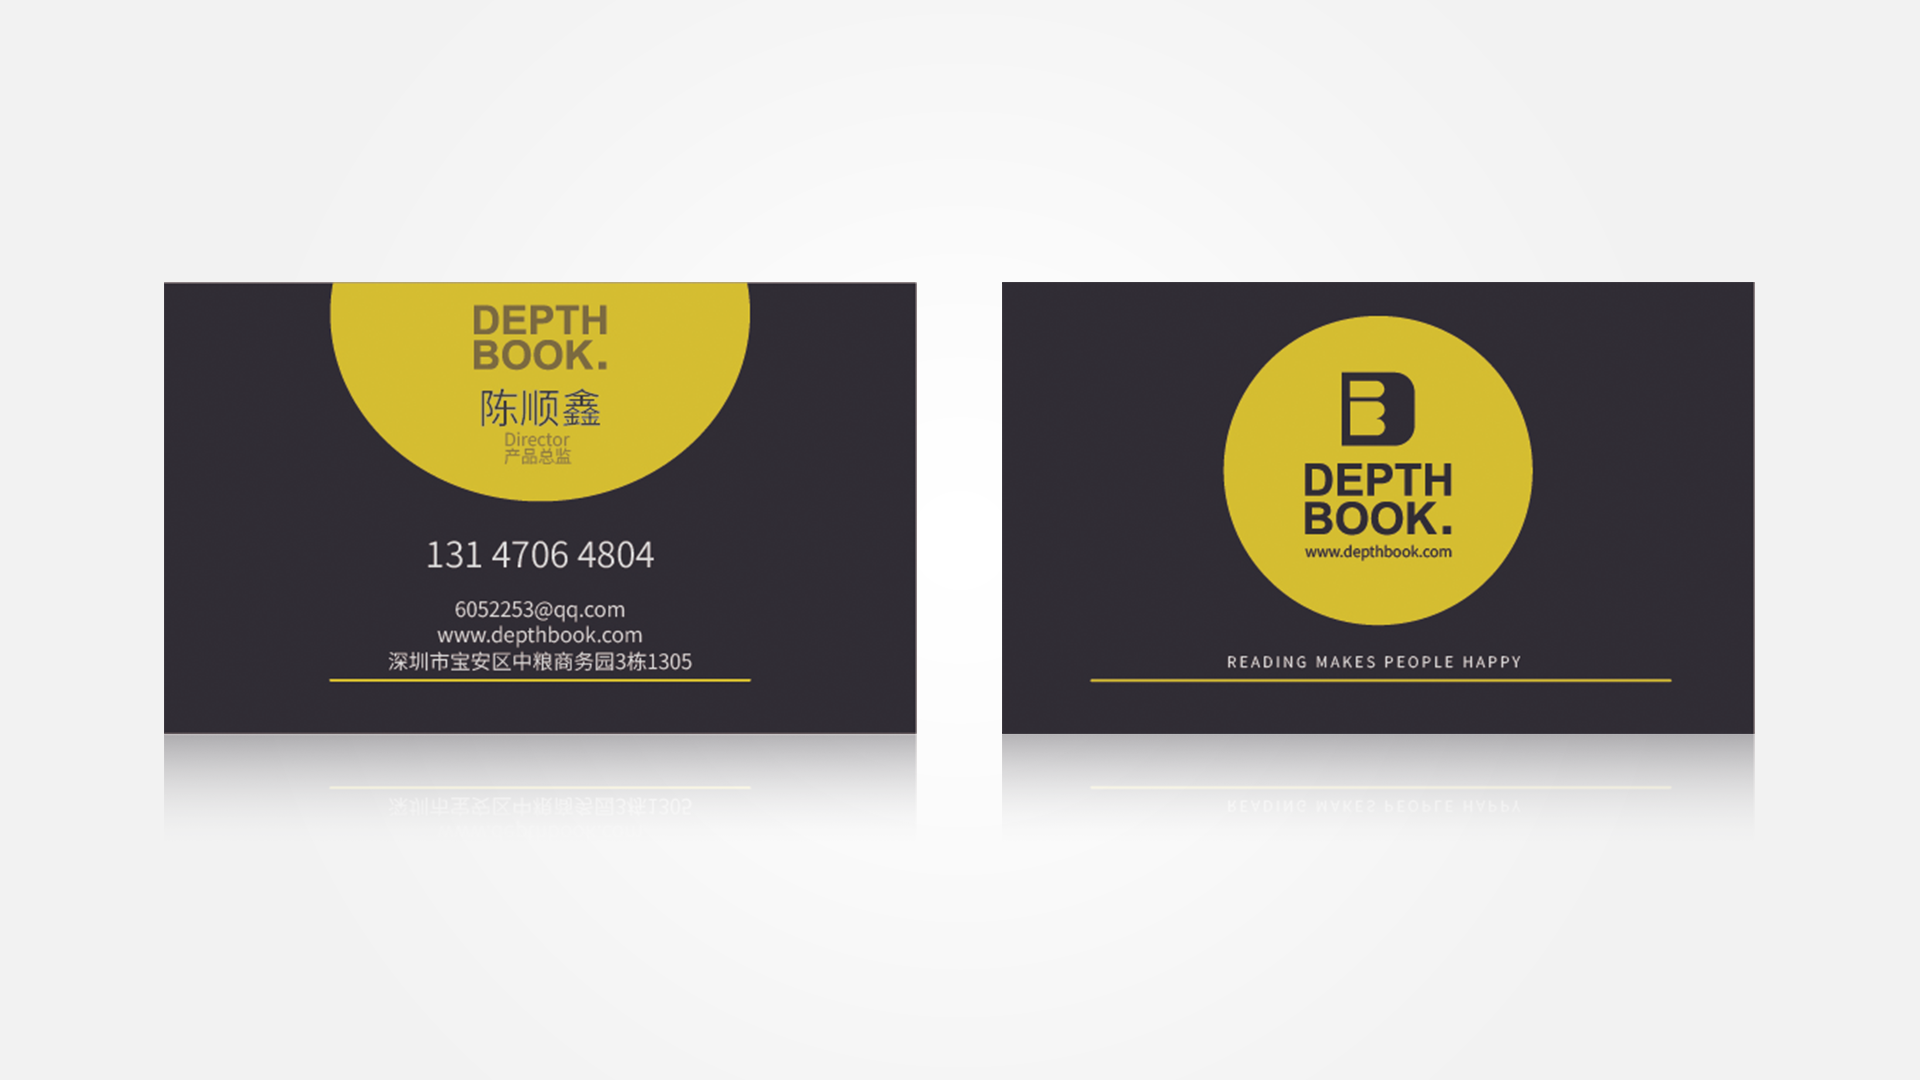 DEPTH
BOOK.
陈顺鑫
Director
产品总监
131 4706 4804
6052253@qq.com
www.depthbook.com
深圳市宝安区中粮商务园3栋1305
DEPTH
BOOK.
www.depthbook.com
READING MAKES PEOPLE HAPPY